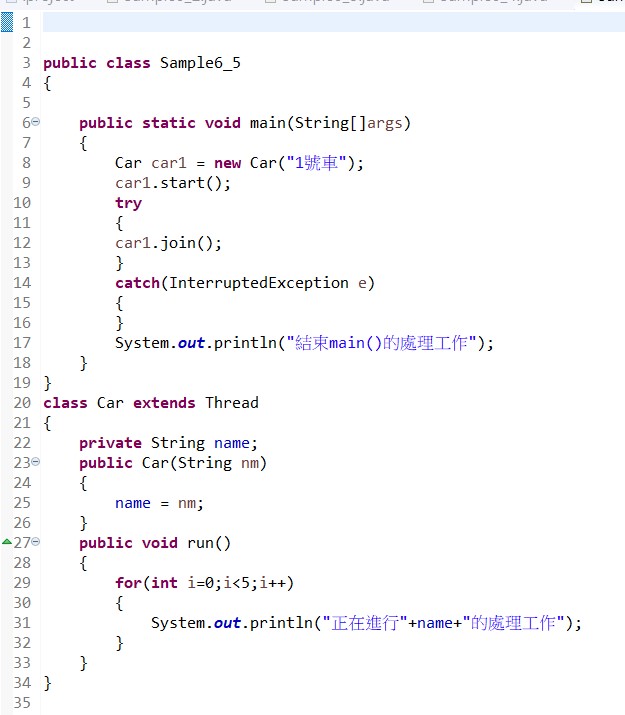 1
2
3 public class Sample6_5
4 {
5
6 public static void main(String[]args)
7 {
8 Car car1 = new Car("1號車");
9 car1.start();
10 try
11 {
12 car1.join();
13 }
14 catch(InterruptedException e)
15 {
16 }
17 System.out.println("結束main()的處理工作");
18 }
19 }
20 class Car extends Thread
21 {
22 private String name;
23 public Car(String nm)
24 {
25 name = nm;
26 }
27 public void run()
28 {
29 for(int i=0;i<5;i++)
30 {
31 System.out.println("正在進行"+name+"的處理工作");
32 }
33 }
34 }
35